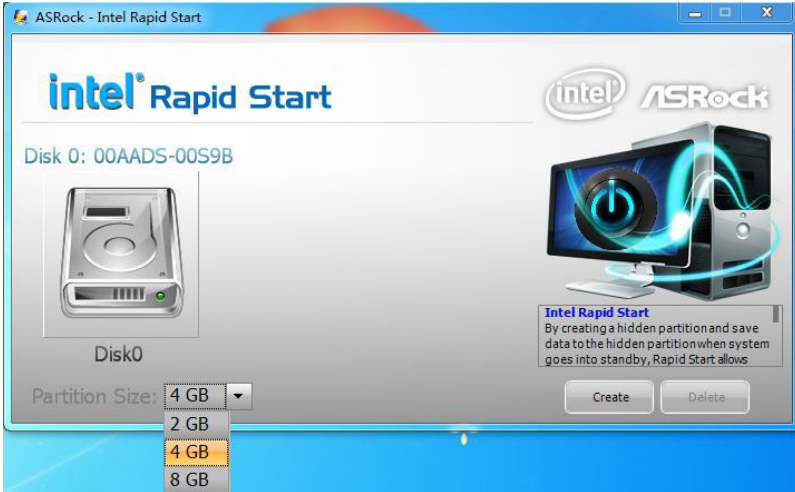 ASRock - Intel Rapid Start
intel® Rapid Start
intel ASRock
Disk 0: 00AADS-00S9B
Disk0
Intel Rapid Start
By creating a hidden partition and save
data to the hidden partition when system
goes into standby, Rapid Start allows
Partition Size: 4 GB
2 GB
4 GB
8 GB
Create
Delete